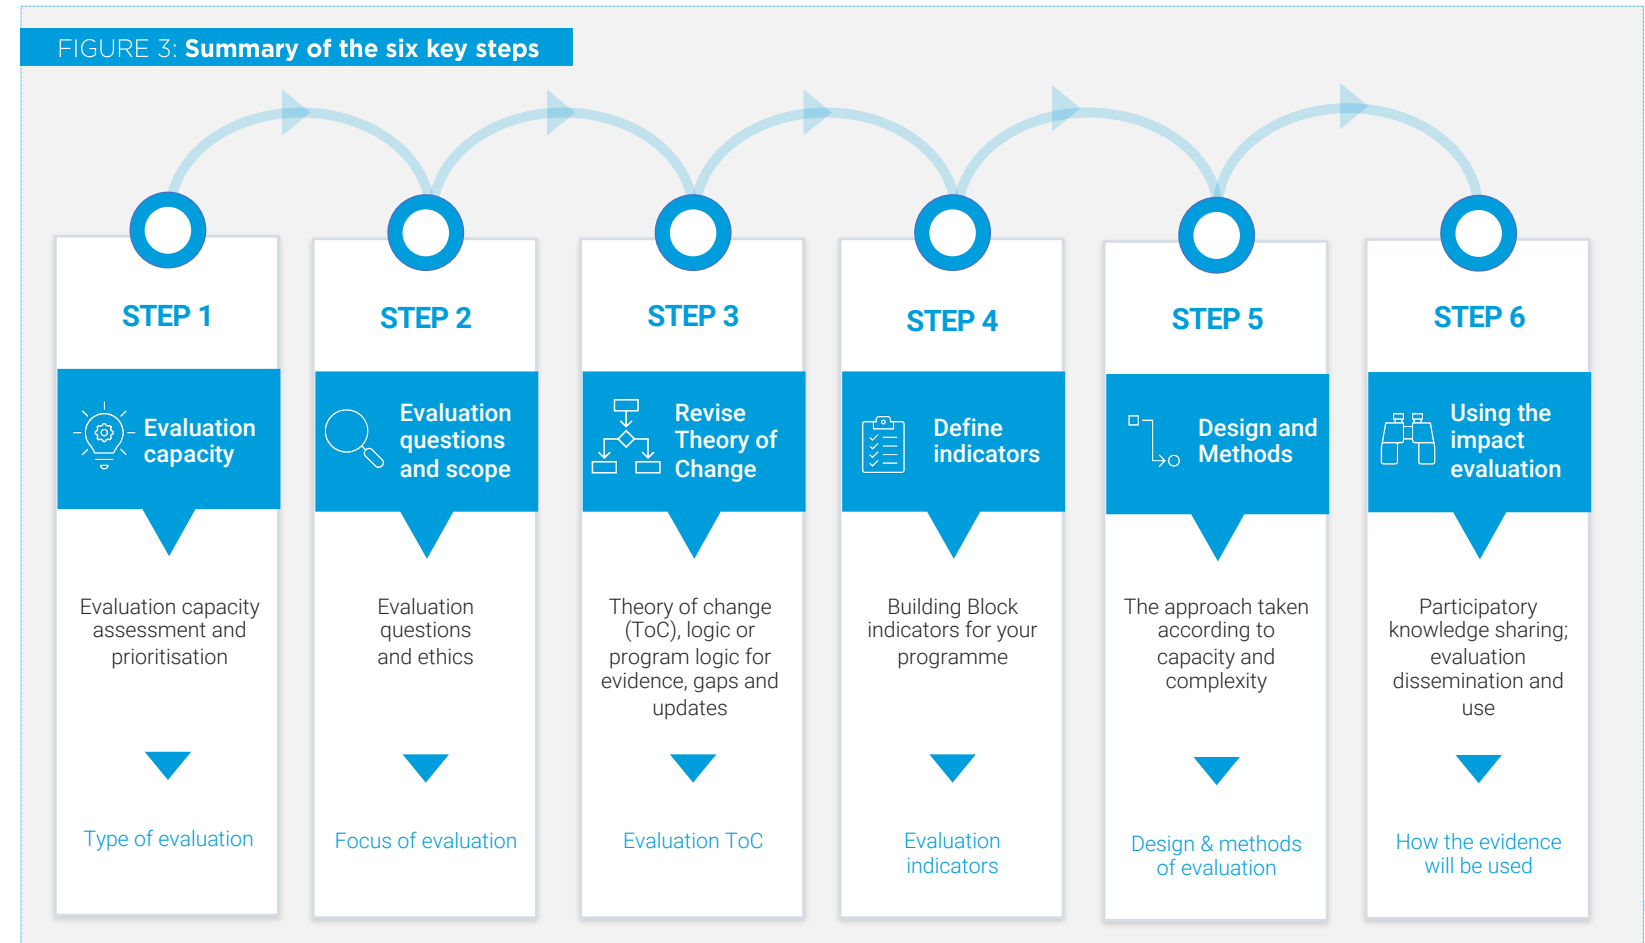 FIGURE 3: Summary of the six key steps
STEP 1
Evaluation
capacity
Evaluation capacity
assessment and
prioritisation
Type of evaluation
STEP 2
Evaluation
questions
and scope
Evaluation
questions
and ethics
Focus of evaluation
STEP 3
Revise
Theory of
Change
Theory of change
(ToC), logic or
program logic for
evidence, gaps and
updates
Evaluation ToC
STEP 4
Define
indicators
Building Block
indicators for your
programme
Evaluation
indicators
STEP 5
Design and
Methods
The approach taken
according to
capacity and
complexity
Design & methods
of evaluation
STEP 6
Using the
impact
evaluation
Participatory
knowledge sharing;
evaluation
dissemination and
use
How the evidence
will be used